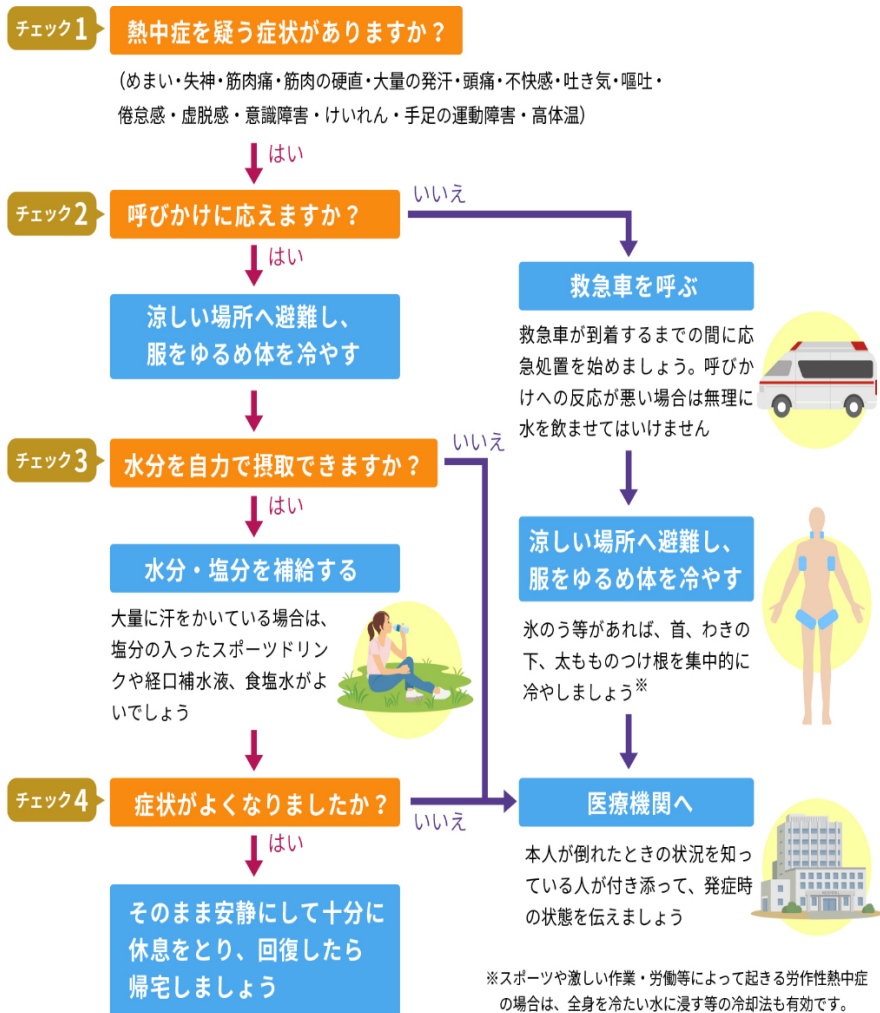 チェック1
熱中症を疑う症状がありますか？
（めまい・失神・筋肉痛・筋肉の硬直・大量の発汗・頭痛・不快感・吐き気・嘔吐・
倦怠感・虚脱感・意識障害・けいれん・手足の運動障害・高体温）
はい
チェック2
呼びかけに応えますか？
いいえ
はい
涼しい場所へ避難し、
服をゆるめ体を冷やす
救急車を呼ぶ
救急車が到着するまでの間に応
急処置を始めましょう。呼びか
けへの反応が悪い場合は無理に
水を飲ませてはいけません
チェック3
水分を自力で摂取できますか？
いいえ
はい
水分・塩分を補給する
大量に汗をかいている場合は、
塩分の入ったスポーツドリン
クや経口補水液、食塩水がよ
いでしょう
涼しい場所へ避難し、
服をゆるめ体を冷やす
氷のう等があれば、首、わきの
下、太もものつけ根を集中的に
冷やしましょう※
チェック4
症状がよくなりましたか？
いいえ
はい
医療機関へ
本人が倒れたときの状況を知っ
ている人が付き添って、発症時
の状態を伝えましょう
そのまま安静にして十分に
休息をとり、回復したら
帰宅しましょう
※スポーツや激しい作業・労働等によって起きる労作性熱中症
の場合は、全身を冷たい水に浸す等の冷却法も有効です。